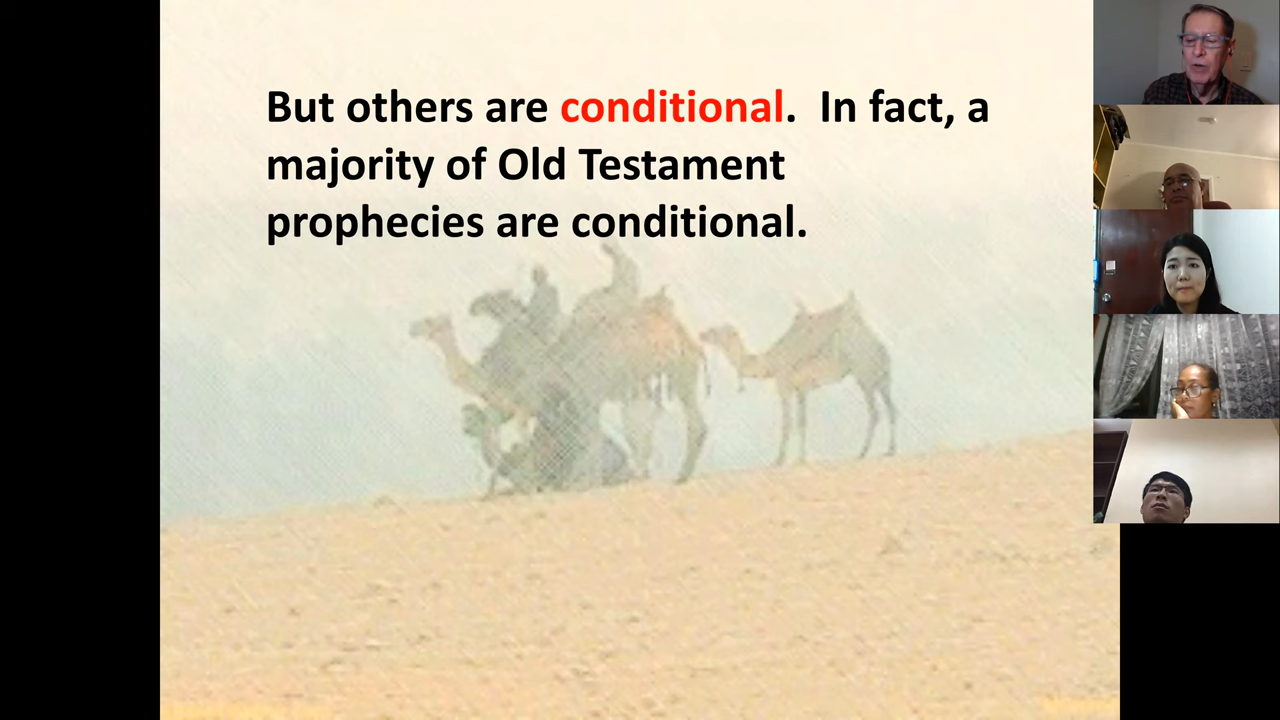 But others are conditional.  In fact, a
majority of Old Testament
prophecies are conditional.